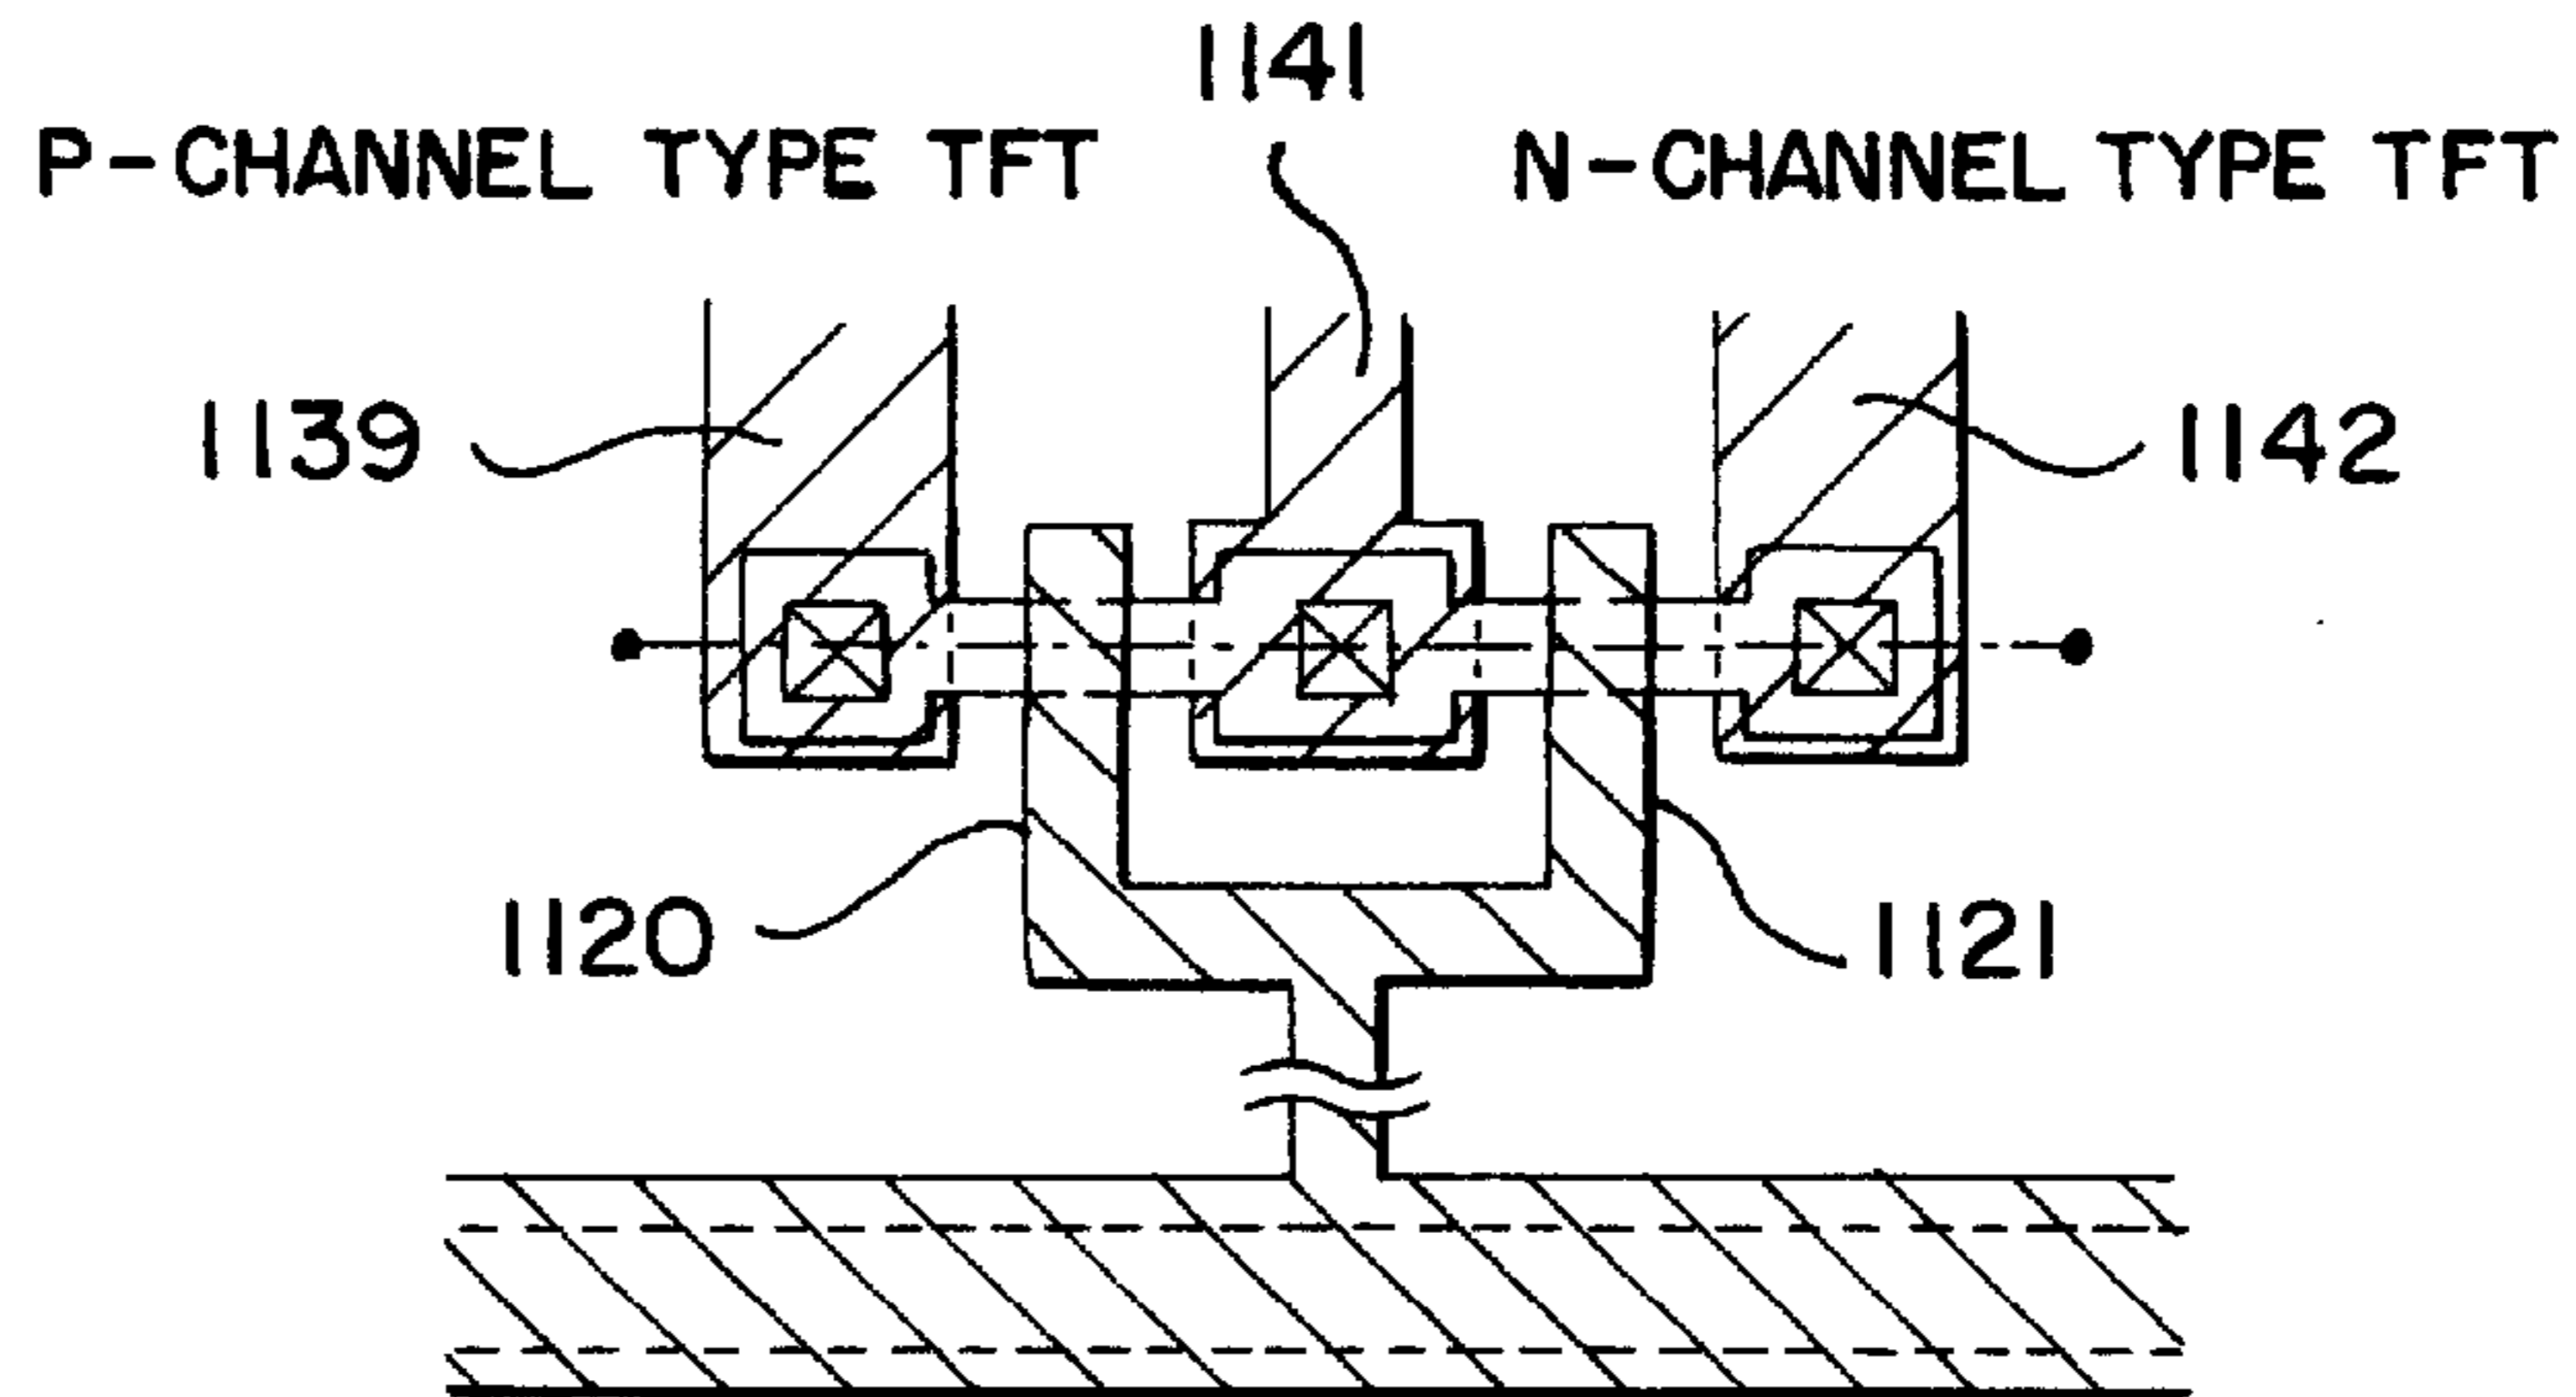 1141
P-CHANNEL TYPE TFT
N-CHANNEL TYPE TFT
1139
1142
1120
1121